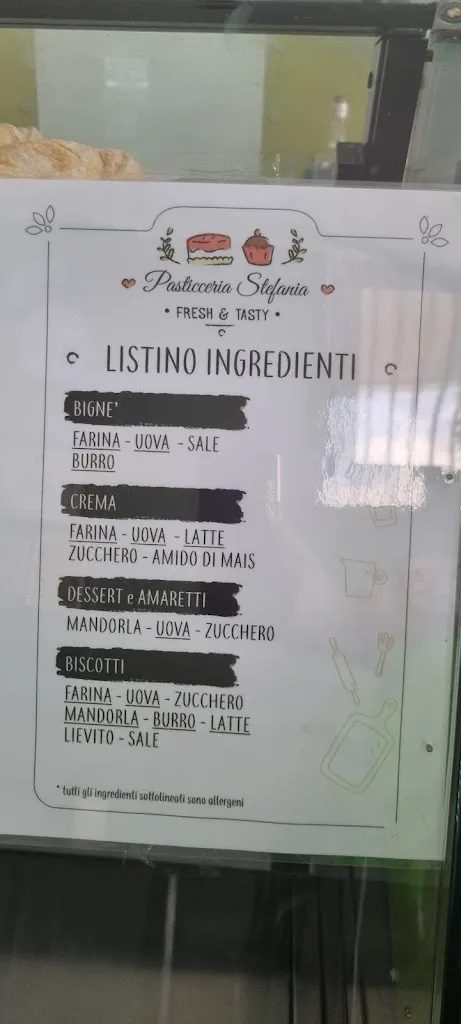 Pasticceria Stefania
• FRESH & TASTY •
LISTINO INGREDIENTI
BIGNE'
FARINA - UOVA - SALE
BURRO
CREMA
FARINA - UOVA - LATTE
ZUCCHERO - AMIDO DI MAIS
DESSERT e AMARETTI
MANDORLA - UOVA - ZUCCHERO
BISCOTTI
FARINA - UOVA - ZUCCHERO
MANDORLA - BURRO - LATTE
LIEVITO - SALE
* tutti gli ingredienti sottolineati sono allergeni